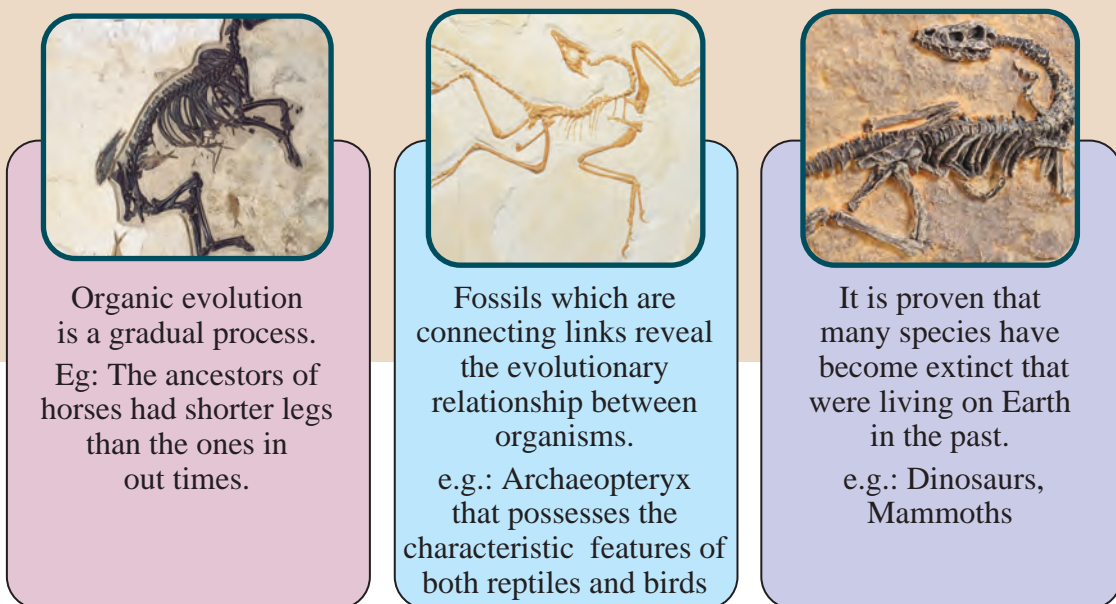 Organic evolution
is a gradual process.
Eg: The ancestors of
horses had shorter legs
than the ones in
out times.
Fossils which are
connecting links reveal
the evolutionary
relationship between
organisms.
e.g.: Archaeopteryx
that possesses the
characteristic features of
both reptiles and birds
It is proven that
many species have
become extinct that
were living on Earth
in the past.
e.g.: Dinosaurs,
Mammoths